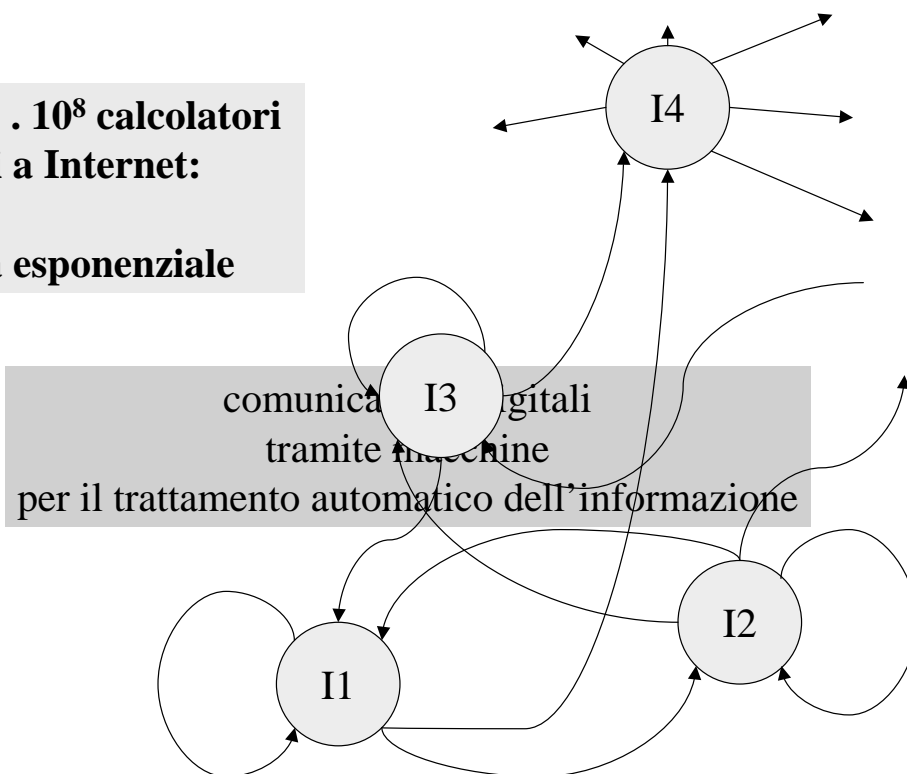 . 10⁸ calcolatori
a Internet:
esponenziale
I4
I3
comunica gitali
tramite macchine
per il trattamento automatico dell’informazione
I2
I1